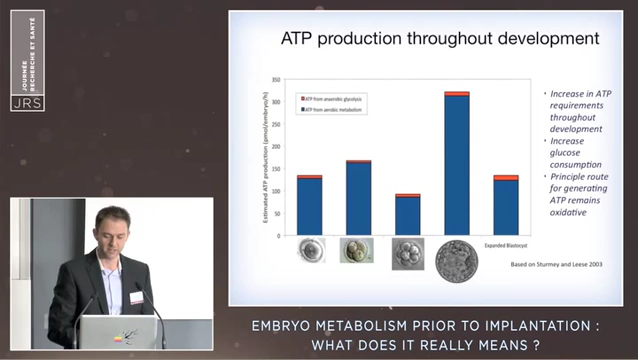 JOURNÉE
RECHERCHE ET SANTÉ
JRS
ATP production throughout development
Estimated ATP production (pmol/embryo/h)
350
300
250
200
150
100
50
0
ATP from anaerobic glycolysis
ATP from aerobic metabolism
Expanded Blastocyst
• Increase in ATP
requirements
throughout
development
• Increase
glucose
consumption
• Principle route
for generating
ATP remains
oxidative
Based on Sturmey and Leese 2003
EMBRYO METABOLISM PRIOR TO IMPLANTATION :
WHAT DOES IT REALLY MEANS ?